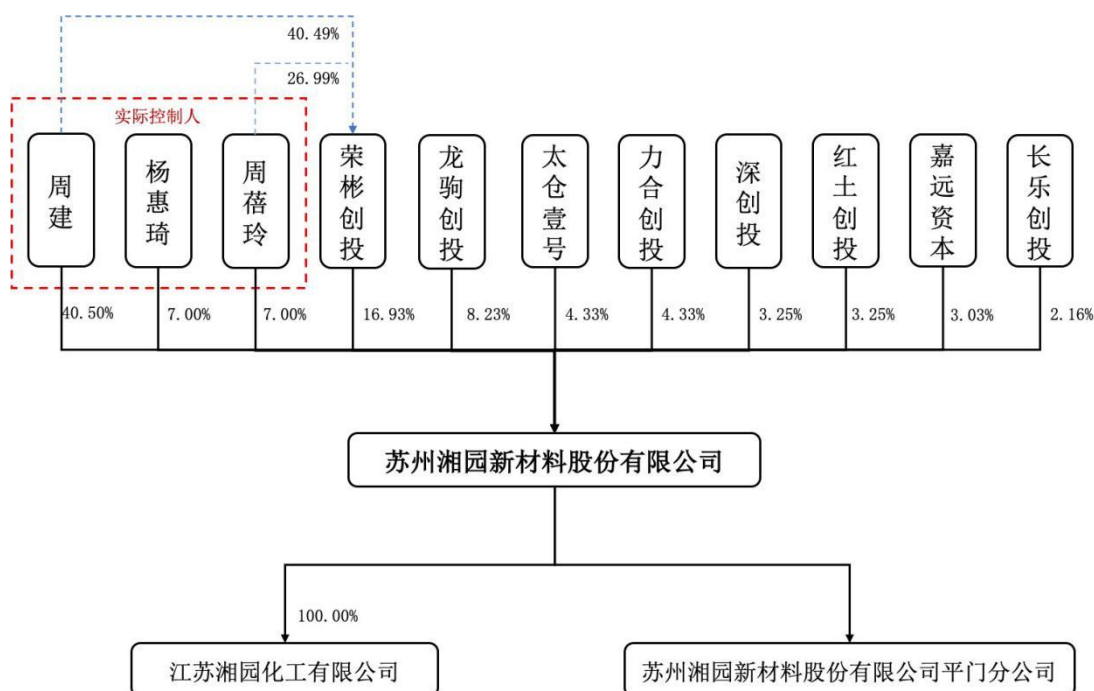 40.49%
26.99%
实际控制人
周建
杨惠琦
周蓓玲
荣彬创投
龙驹创投
太仓壹号
力合创投
深创投
红土创投
嘉远资本
长乐创投
40.50%
7.00%
7.00%
16.93%
8.23%
4.33%
4.33%
3.25%
3.25%
3.03%
2.16%
苏州湘园新材料股份有限公司
100.00%
江苏湘园化工有限公司
苏州湘园新材料股份有限公司平门分公司